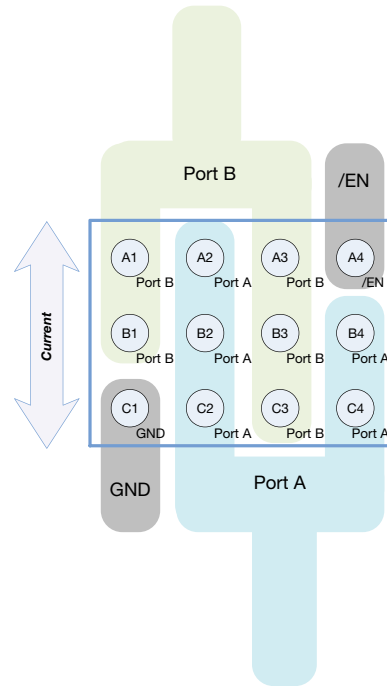 Port B
/EN
A1
A2
A3
A4
Port B
Port A
Port B
/EN
Current
B1
B2
B3
B4
Port B
Port A
Port B
Port A
C1
C2
C3
C4
GND
Port A
Port B
Port A
GND
Port A